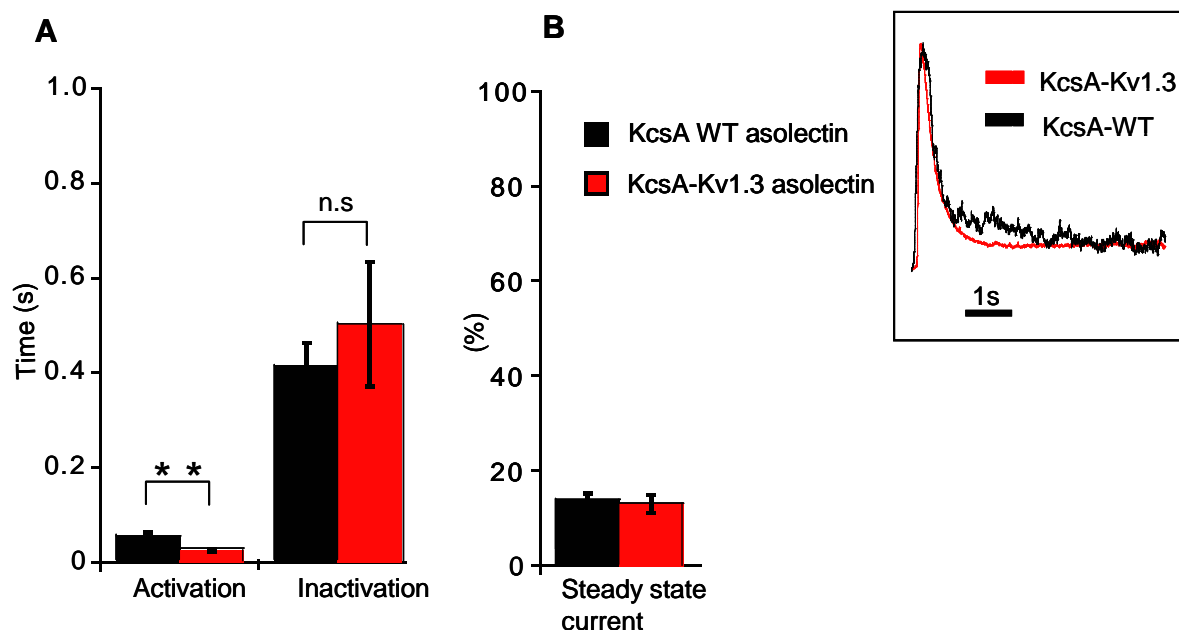 A
Time (s)
1.0
0.8
0.6
0.4
0.2
0
* *
n.s
Activation
Inactivation
B
(%)
100
80
60
40
20
0
KcsA WT asolectin
KcsA-Kv1.3 asolectin
Steady state
current
KcsA-Kv1.3
KcsA-WT
1s